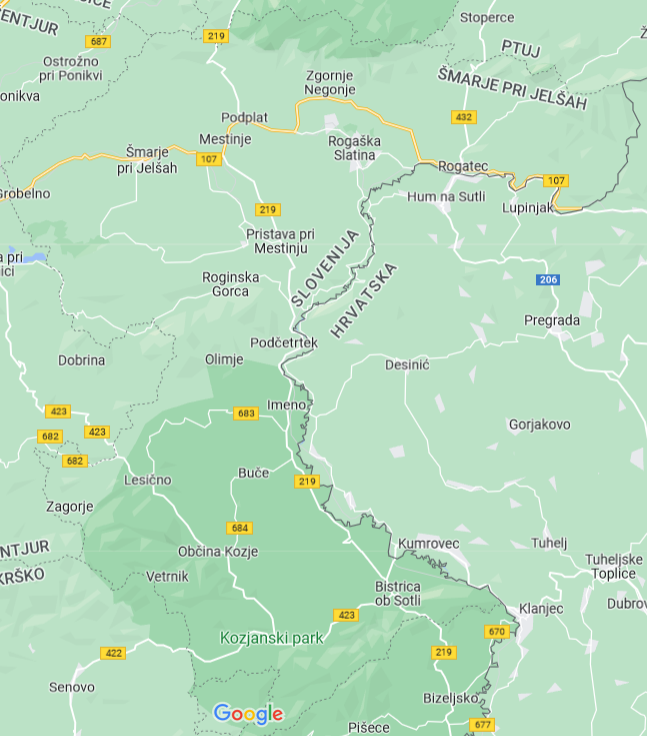 ŠICE
ENTJUR
Stoperce
219
687
PTUJ
Ostrožno
pri Ponikvi
Zgornje
Negonje
ŠMARJE PRI JELŠAH
onikva
Podplat
432
Mestinje
Rogaška
Slatina
Šmarje
pri Jelšah
107
Rogatec
107
Grobelno
Hum na Sutli
Lupinjak
219
Pristava pri
Mestinju
SLOVENIJA
HRVATSKA
a pri
ici
Roginska
Gorca
206
Pregrada
Podčetrtek
Dobrina
Olimje
Desinić
Imeno
423
683
Gorjakovo
423
682
682
Buče
Lesično
219
Zagorje
684
Kumrovec
Tuhelj
NTJUR
KRŠKO
Občina Kozje
Tuheljske
Toplice
Vetrnik
Bistrica
ob Sotli
Klanjec
Dubrov
423
Kozjanski park
670
422
219
Senovo
Bizeljsko
Google
Pišece
677